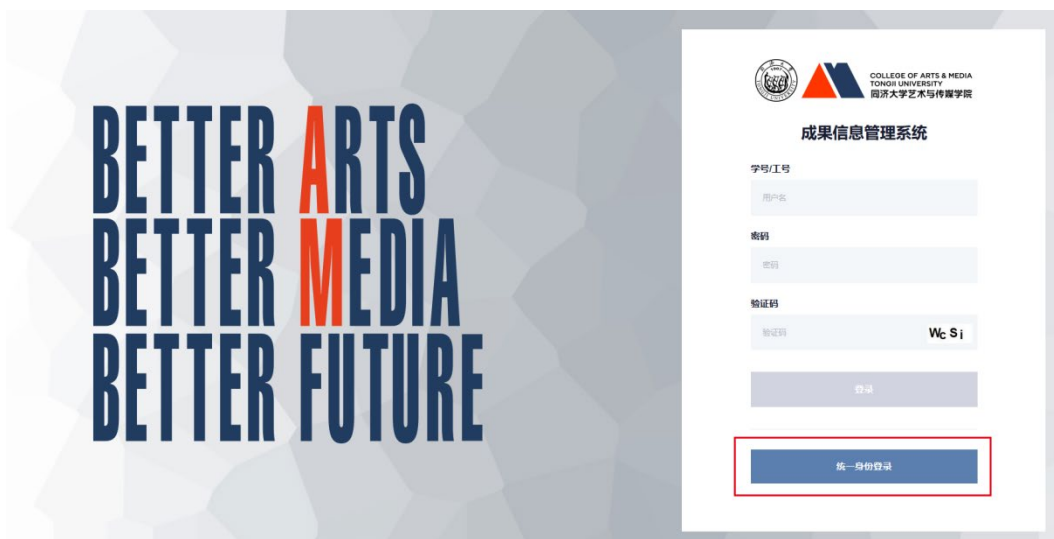 BETTER ARTS
BETTER MEDIA
BETTER FUTURE
COLLEGE OF ARTS & MEDIA
TONGJI UNIVERSITY
同济大学艺术与传媒学院
成果信息管理系统
学号/工号
用户名
密码
密码
验证码
验证码
Wc Si
登录
统一身份登录